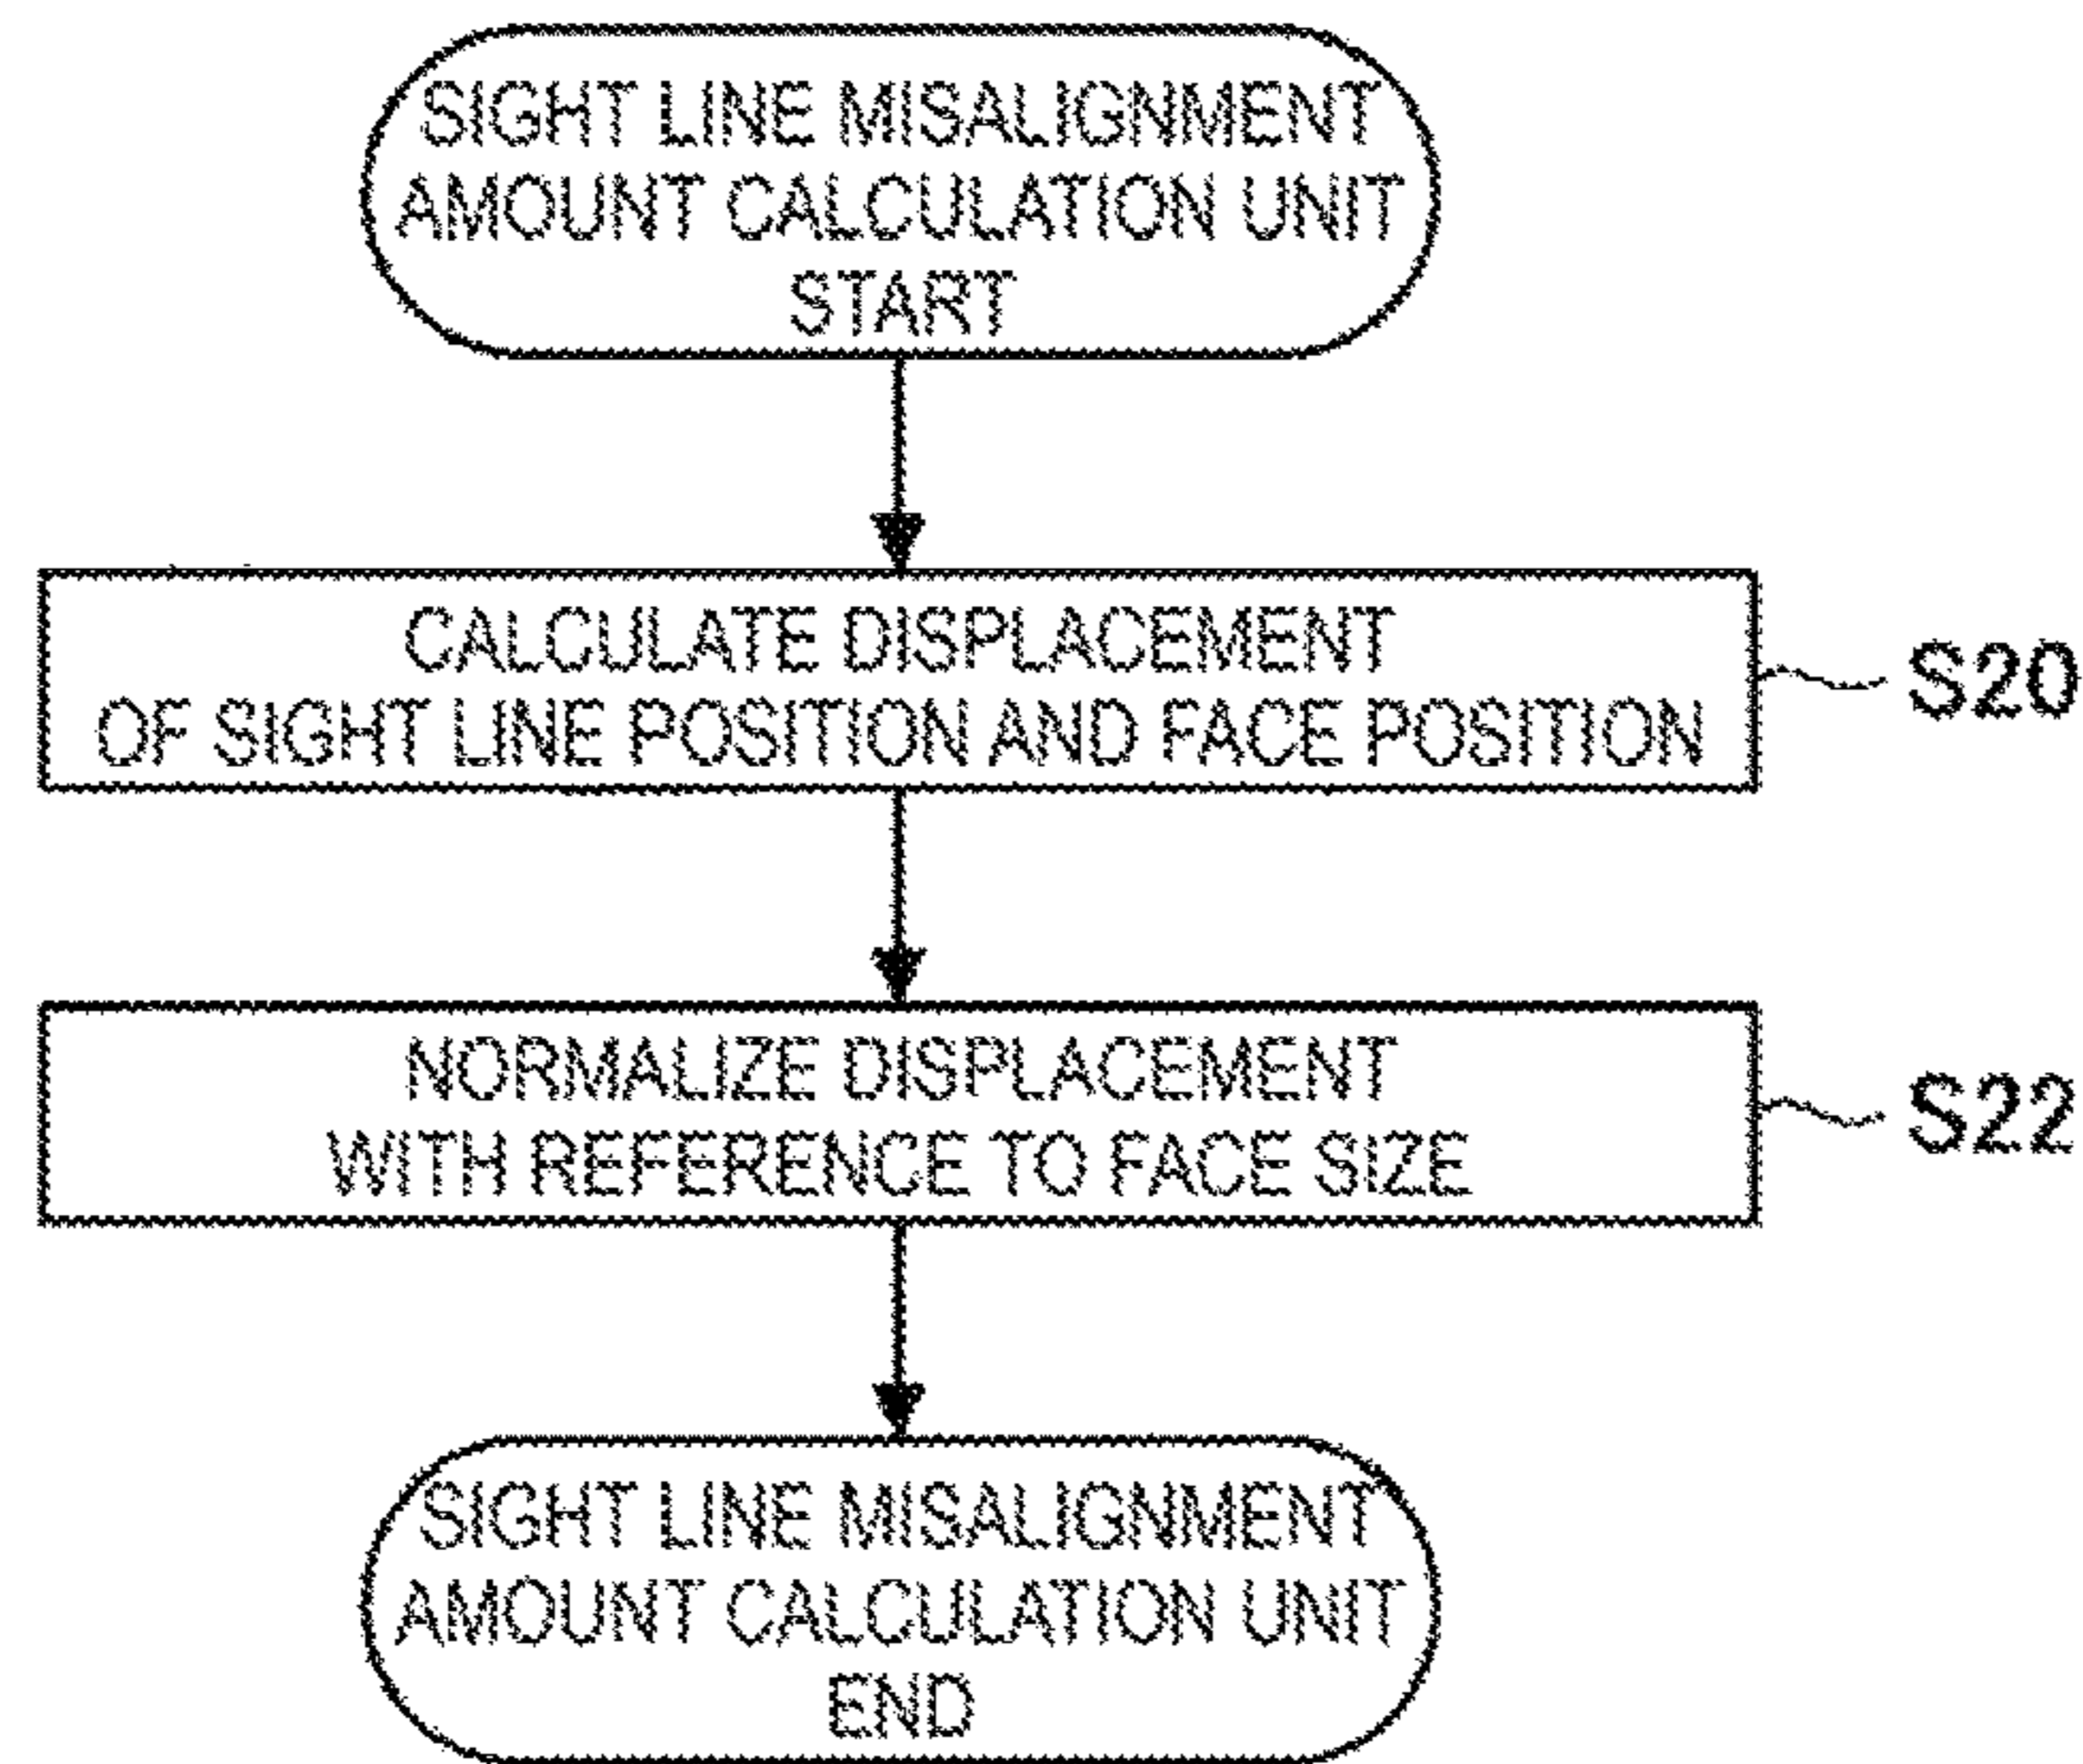 SIGHT LINE MISALIGNMENT
AMOUNT CALCULATION UNIT
START
CALCULATE DISPLACEMENT
OF SIGHT LINE POSITION AND FACE POSITION
S20
NORMALIZE DISPLACEMENT
WITH REFERENCE TO FACE SIZE
S22
SIGHT LINE MISALIGNMENT
AMOUNT CALCULATION UNIT
END